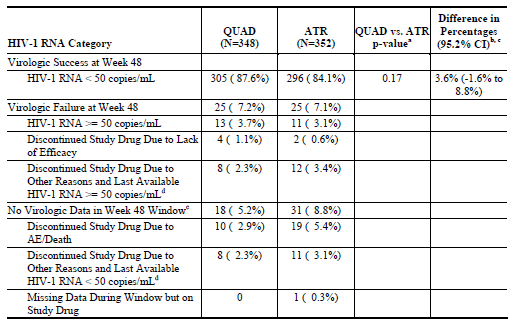 HIV-1 RNA Category QUAD (N=348) ATR (N=352) QUAD vs. ATR p-valueᵃ Difference in Percentages (95.2% CI)ᵇ, ᶜ
Virologic Success at Week 48
HIV-1 RNA < 50 copies/mL 305 ( 87.6%) 296 ( 84.1%) 0.17 3.6% (-1.6% to 8.8%)
Virologic Failure at Week 48 25 ( 7.2%) 25 ( 7.1%)
HIV-1 RNA >= 50 copies/mL 13 ( 3.7%) 11 ( 3.1%)
Discontinued Study Drug Due to Lack of Efficacy 4 ( 1.1%) 2 ( 0.6%)
Discontinued Study Drug Due to Other Reasons and Last Available HIV-1 RNA >= 50 copies/mLᵈ 8 ( 2.3%) 12 ( 3.4%)
No Virologic Data in Week 48 Windowᵉ 18 ( 5.2%) 31 ( 8.8%)
Discontinued Study Drug Due to AE/Death 10 ( 2.9%) 19 ( 5.4%)
Discontinued Study Drug Due to Other Reasons and Last Available HIV-1 RNA < 50 copies/mLᵈ 8 ( 2.3%) 11 ( 3.1%)
Missing Data During Window but on Study Drug 0 1 ( 0.3%)